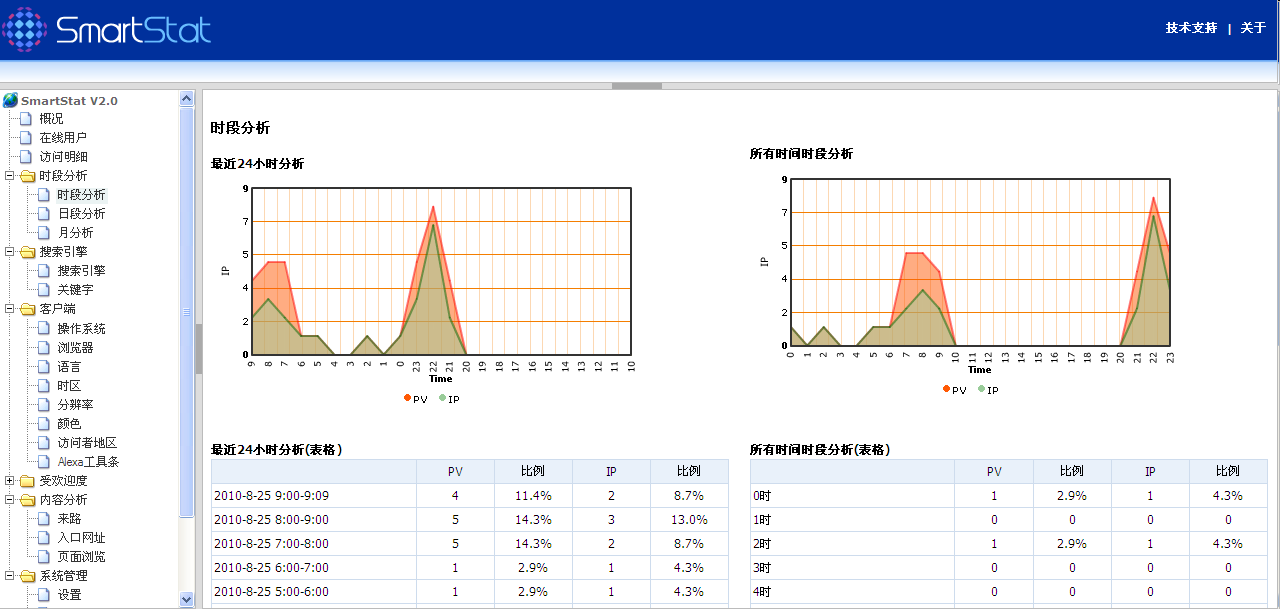 SmartStat
技术支持 | 关于
SmartStat V2.0
概况
在线用户
访问明细
时段分析
时段分析
日段分析
月分析
搜索引擎
搜索引擎
关键字
客户端
操作系统
浏览器
语言
时区
分辨率
颜色
访问者地区
Alexa工具条
受欢迎度
内容分析
来路
入口网址
页面浏览
系统管理
设置
时段分析
最近24小时分析
9
7
5
4
2
0
IP
9 8 7 6 5 4 3 2 1 0 23 22 21 20 19 18 17 16 15 14 13 12 11 10
Time
PV IP
所有时间时段分析
9
7
5
4
2
0
IP
0 1 2 3 4 5 6 7 8 9 10 11 12 13 14 15 16 17 18 19 20 21 22 23
Time
PV IP
最近24小时分析(表格)
PV 比例 IP 比例
2010-8-25 9:00-9:09 4 11.4% 2 8.7%
2010-8-25 8:00-9:00 5 14.3% 3 13.0%
2010-8-25 7:00-8:00 5 14.3% 2 8.7%
2010-8-25 6:00-7:00 1 2.9% 1 4.3%
2010-8-25 5:00-6:00 1 2.9% 1 4.3%
所有时间时段分析(表格)
PV 比例 IP 比例
0时 1 2.9% 1 4.3%
1时 0 0 0 0
2时 1 2.9% 1 4.3%
3时 0 0 0 0
4时 0 0 0 0